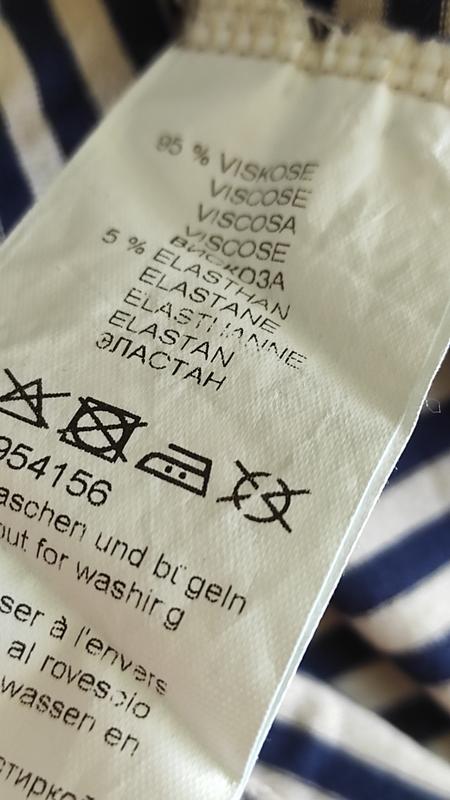 95 % VISKOSE
VISCOSE
VISCOSA
VISCOSE
ВИСКОЗА
5 % ELASTHAN
ELASTANE
ELASTHANNE
ELASTAN
ЭЛАСТАН
954156
aschen und bügeln
out for washing
ser à l'envers
al rovescio
wassen en
стирко